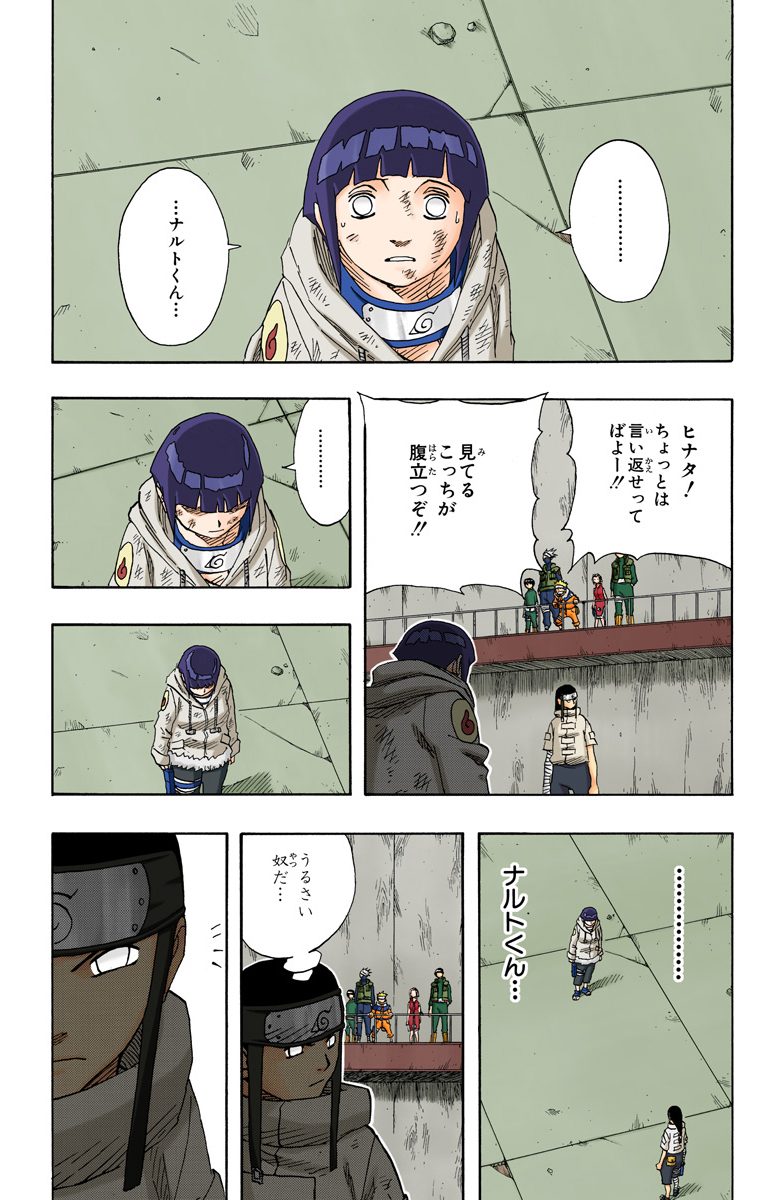 …………
…ナルトくん…
ヒナタ！
ちょっとは
言い返せって
ばよー!!
見てる
こっちが
腹立つぞ!!
…………
……………
ナルトくん…
うるさい
奴だ…